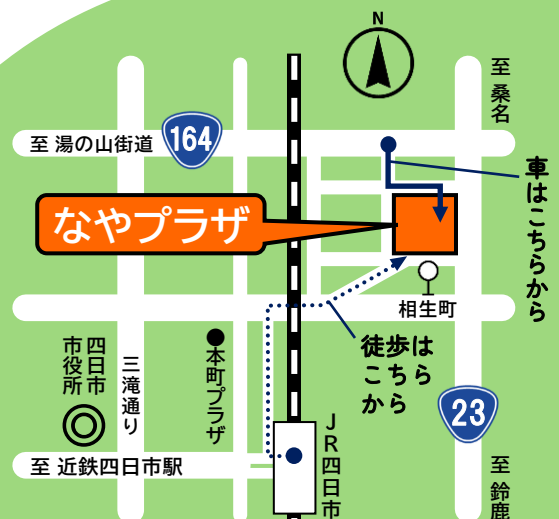 N
至 桑名
至 湯の山街道
164
車はこちらから
なやプラザ
相生町
徒歩は
こちら
から
本町プラザ
三滝通り
四日市
市役所
23
JR四日市
至 近鉄四日市駅
至 鈴鹿